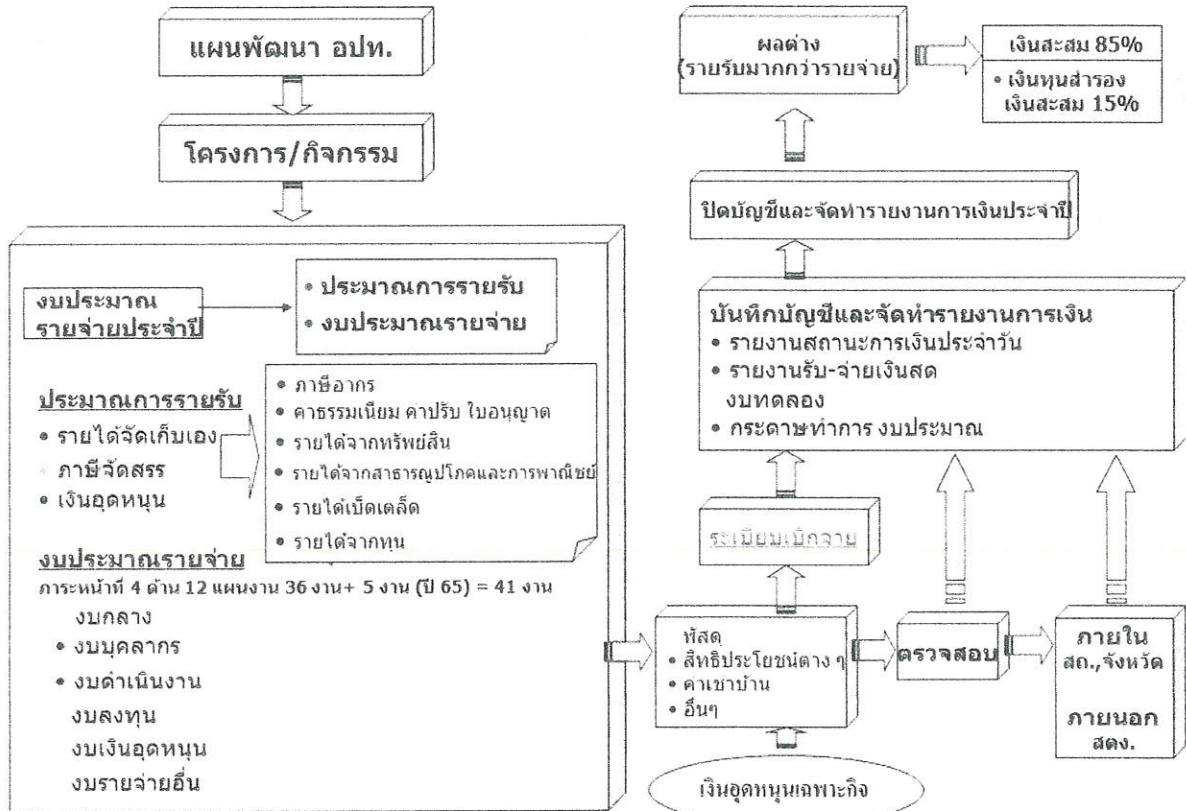 แผนพัฒนา อปท.
โครงการ/กิจกรรม
งบประมาณ
รายจ่ายประจำปี
• ประมาณการรายรับ
• งบประมาณรายจ่าย
ประมาณการรายรับ
• รายได้จัดเก็บเอง
ภาษีจัดสรร
• เงินอุดหนุน
• ภาษีอากร
• ค่าธรรมเนียม ค่าปรับ ใบอนุญาต
• รายได้จากทรัพย์สิน
• รายได้จากสาธารณูปโภคและการพาณิชย์
• รายได้เบ็ดเตล็ด
• รายได้จากทุน
งบประมาณรายจ่าย
ภาระหน้าที่ 4 ด้าน 12 แผนงาน 36 งาน+ 5 งาน (ปี 65) = 41 งาน
งบกลาง
• งบบุคลากร
• งบดำเนินงาน
งบลงทุน
งบเงินอุดหนุน
งบรายจ่ายอื่น
ผลต่าง
(รายรับมากกว่ารายจ่าย)
เงินสะสม 85%
• เงินทุนสำรอง
เงินสะสม 15%
ปิดบัญชีและจัดทำรายงานการเงินประจำปี
บันทึกบัญชีและจัดทำรายงานการเงิน
• รายงานสถานะการเงินประจำวัน
• รายงานรับ-จ่ายเงินสด
งบทดลอง
• กระดาษทำการ งบประมาณ
ระเบียบเบิกจ่าย
พัสดุ
• สิทธิประโยชน์ต่าง ๆ
• ค่าเช่าบ้าน
• อื่นๆ
ตรวจสอบ
ภายใน
สถ.,จังหวัด
ภายนอก
สตง.
เงินอุดหนุนเฉพาะกิจ